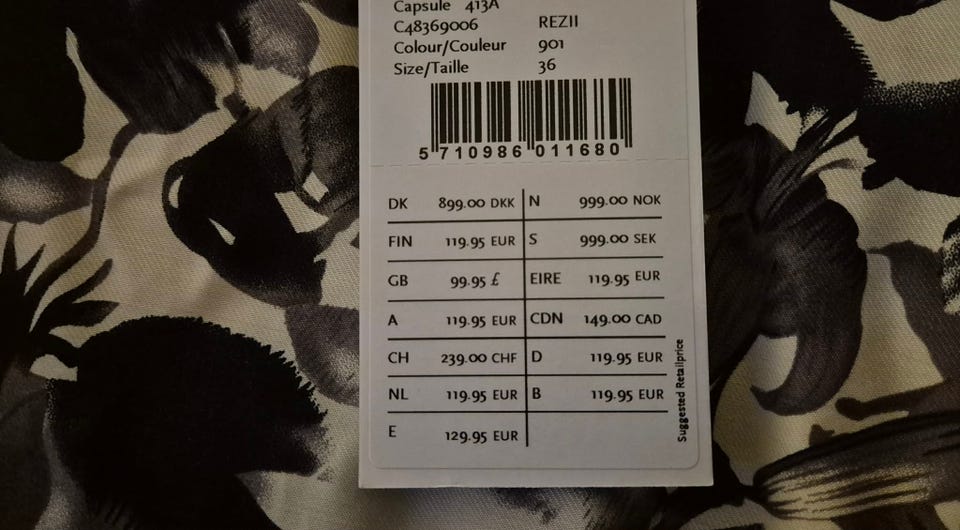 Capsule 413A
C48369006 REZII
Colour/Couleur 901
Size/Taille 36
5 710986 011680
DK 899.00 DKK N 999.00 NOK
FIN 119.95 EUR S 999.00 SEK
GB 99.95 £ EIRE 119.95 EUR
A 119.95 EUR CDN 149.00 CAD
CH 239.00 CHF D 119.95 EUR
NL 119.95 EUR B 119.95 EUR
E 129.95 EUR
Suggested Retailprice